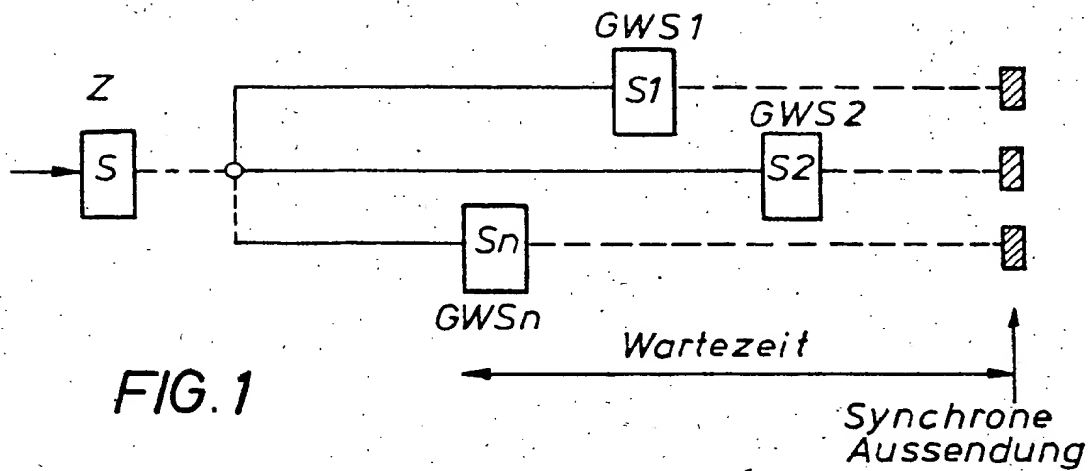 GWS1
Z
S1
GWS2
S
S2
Sn
GWSn
Wartezeit
FIG.1
Synchrone
Aussendung